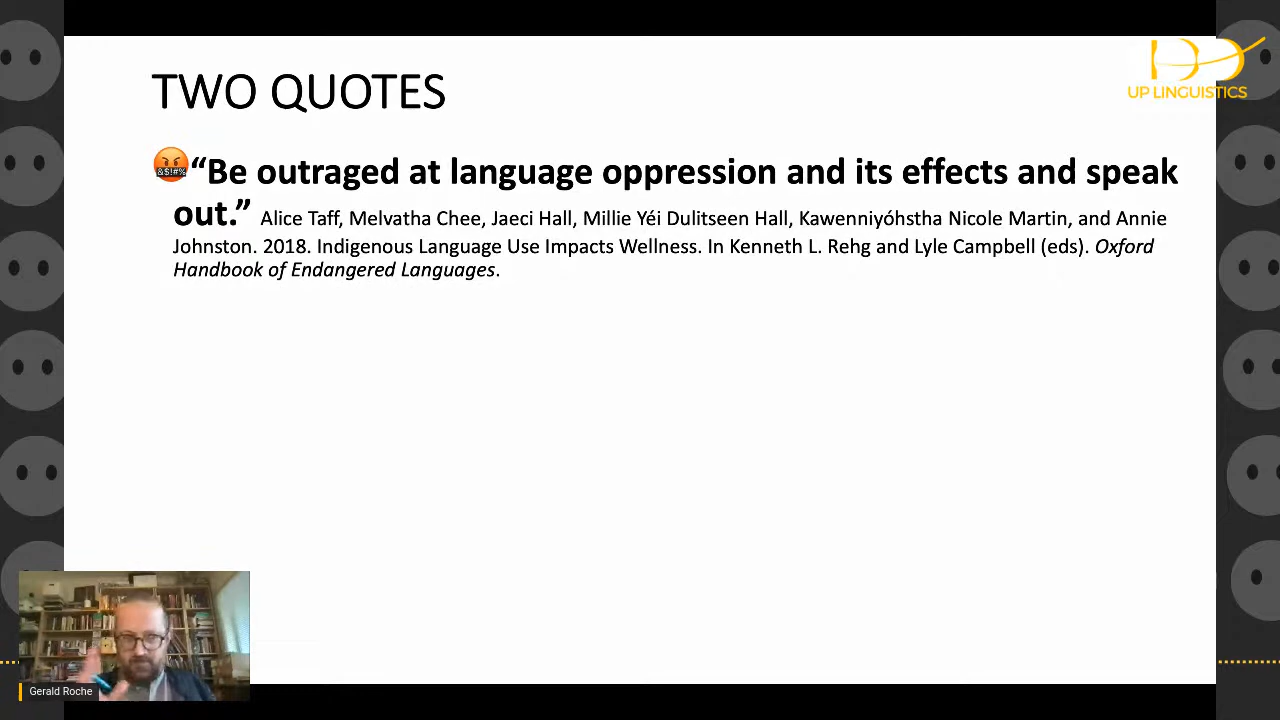 TWO QUOTES
UP LINGUISTICS
&$!#%
“Be outraged at language oppression and its effects and speak
out.” Alice Taff, Melvatha Chee, Jaeci Hall, Millie Yéi Dulitseen Hall, Kawenniyóhstha Nicole Martin, and Annie
Johnston. 2018. Indigenous Language Use Impacts Wellness. In Kenneth L. Rehg and Lyle Campbell (eds). Oxford
Handbook of Endangered Languages.
Gerald Roche